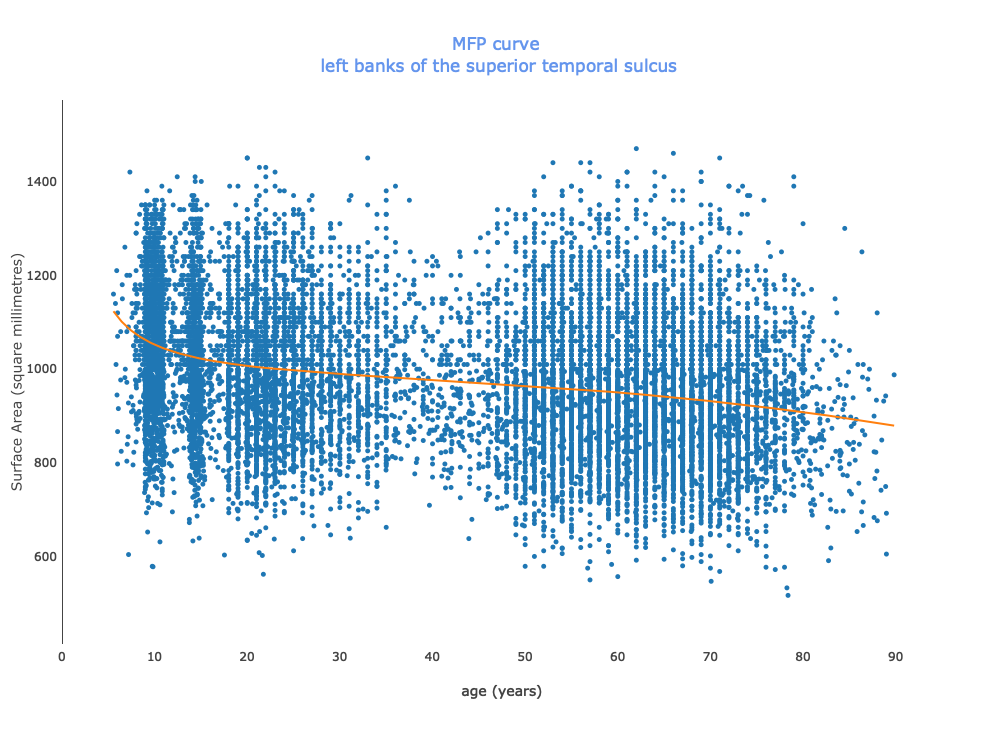 MFP curve
left banks of the superior temporal sulcus
Surface Area (square millimetres)
1400
1200
1000
800
600
0 10 20 30 40 50 60 70 80 90
age (years)